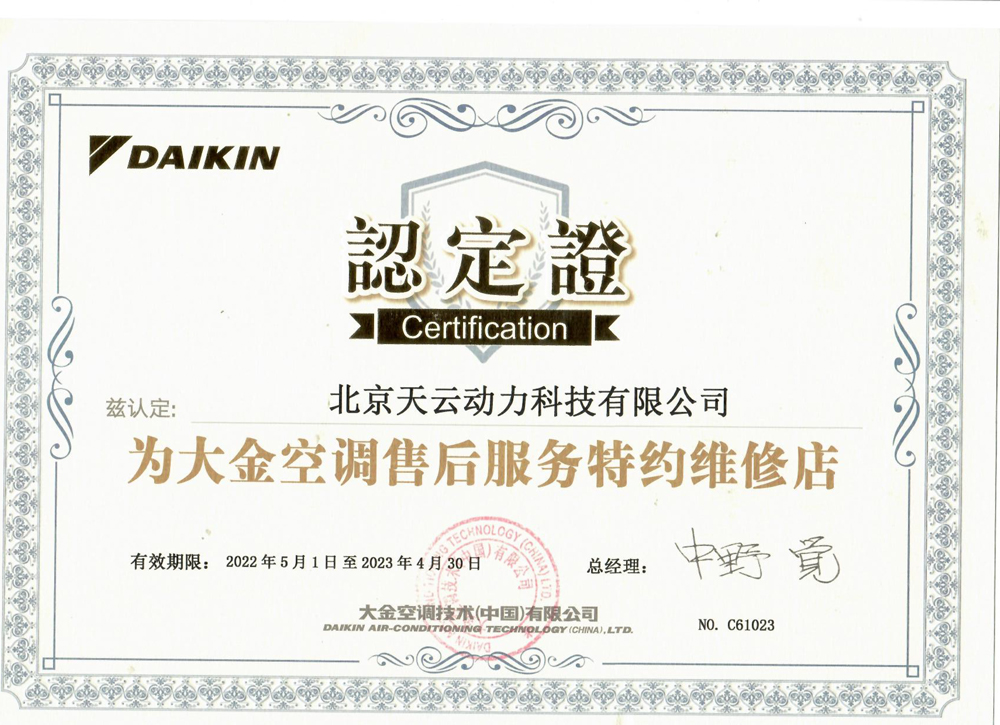 DAIKIN
認定證
Certification
兹认定:
北京天云动力科技有限公司
为大金空调售后服务特约维修店
有效期限: 2022年5月1日至2023年4月30日
总经理:
中野 覚
大金空调技术(中国)有限公司
DAIKIN AIR-CONDITIONING TECHNOLOGY (CHINA), LTD.
NO. C61023